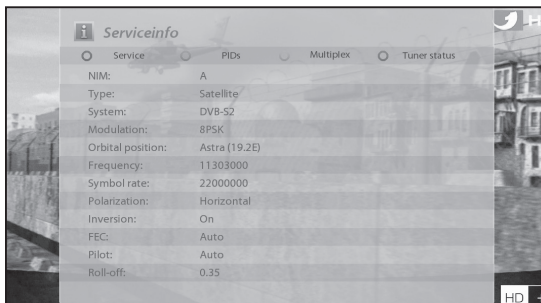 i Serviceinfo
Service PIDs Multiplex Tuner status
NIM: A
Type: Satellite
System: DVB-S2
Modulation: 8PSK
Orbital position: Astra (19.2E)
Frequency: 11303000
Symbol rate: 22000000
Polarization: Horizontal
Inversion: On
FEC: Auto
Pilot: Auto
Roll-off: 0.35
H
HD